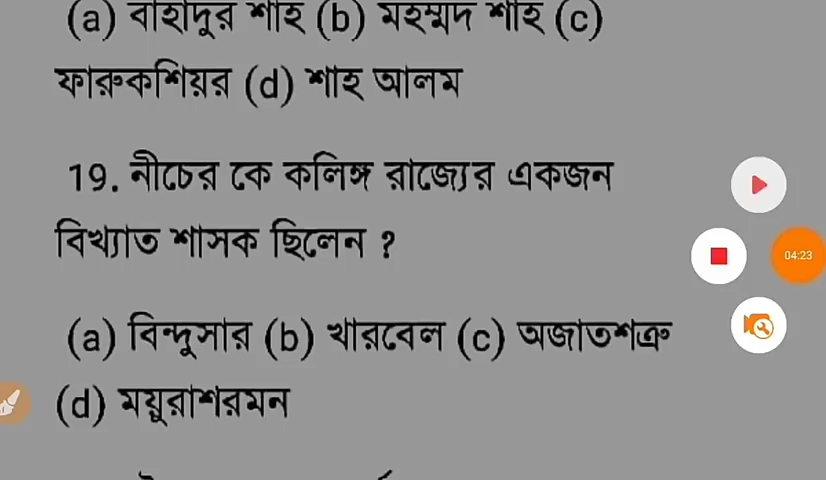 (a) বাহাদুর শাহ (b) মহম্মদ শাহ (c)
ফারুকশিয়র (d) শাহ আলম
19. নীচের কে কলিঙ্গ রাজ্যের একজন
বিখ্যাত শাসক ছিলেন ?
04:23
(a) বিন্দুসার (b) খারবেল (c) অজাতশত্রু
(d) ময়ূরাশরমন